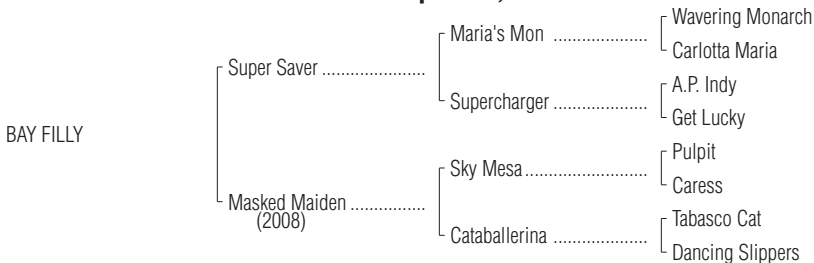 Wavering Monarch
Maria's Mon ....................
Carlotta Maria
Super Saver ......................
A.P. Indy
Supercharger ....................
Get Lucky
BAY FILLY
Pulpit
Sky Mesa ..........................
Caress
Masked Maiden ................
(2008)
Tabasco Cat
Cataballerina ....................
Dancing Slippers